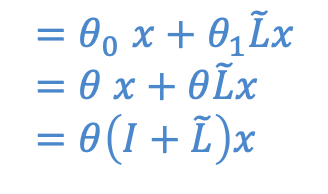 = θ₀ x + θ₁L̃x
= θ x + θL̃x
= θ(I + L̃)x